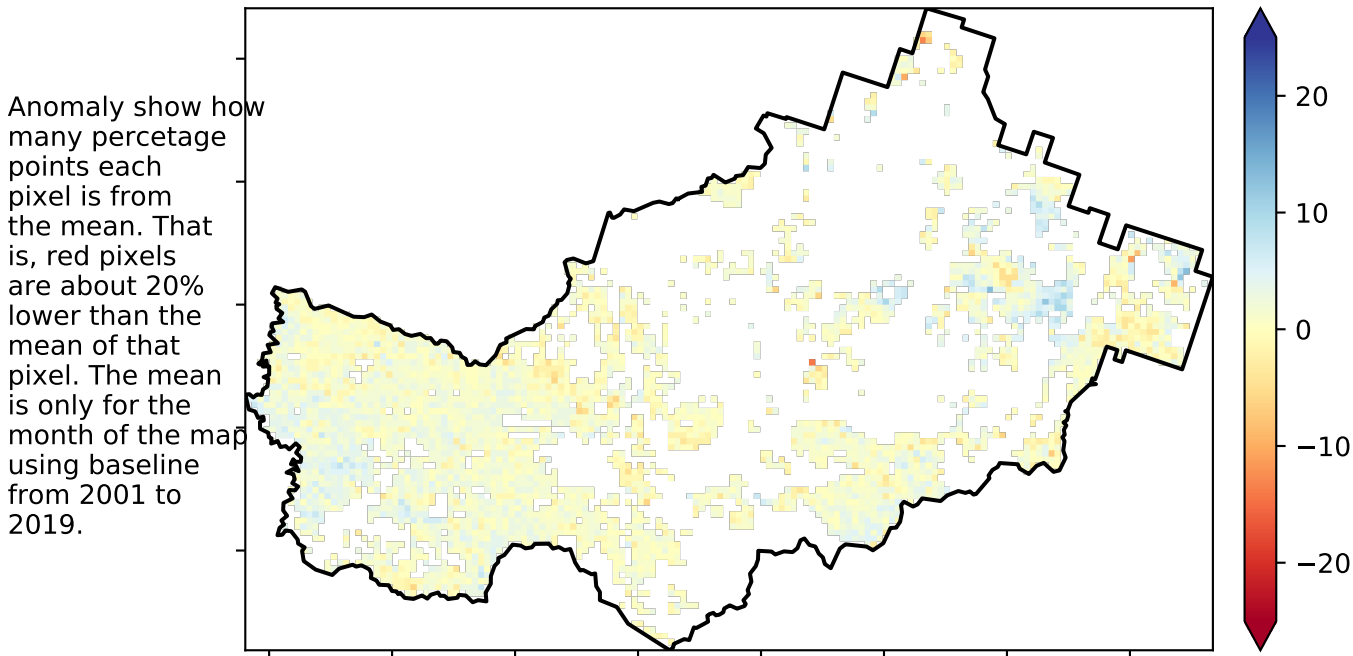 Anomaly show how
many percetage
points each
pixel is from
the mean. That
is, red pixels
are about 20%
lower than the
mean of that
pixel. The mean
is only for the
month of the map
using baseline
from 2001 to
2019.
20
10
0
−10
−20